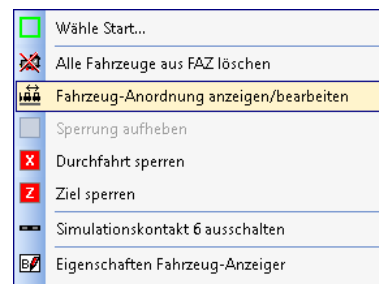 Wähle Start...
Alle Fahrzeuge aus FAZ löschen
Fahrzeug-Anordnung anzeigen/bearbeiten
Sperrung aufheben
X Durchfahrt sperren
Z Ziel sperren
Simulationskontakt 6 ausschalten
B Eigenschaften Fahrzeug-Anzeiger